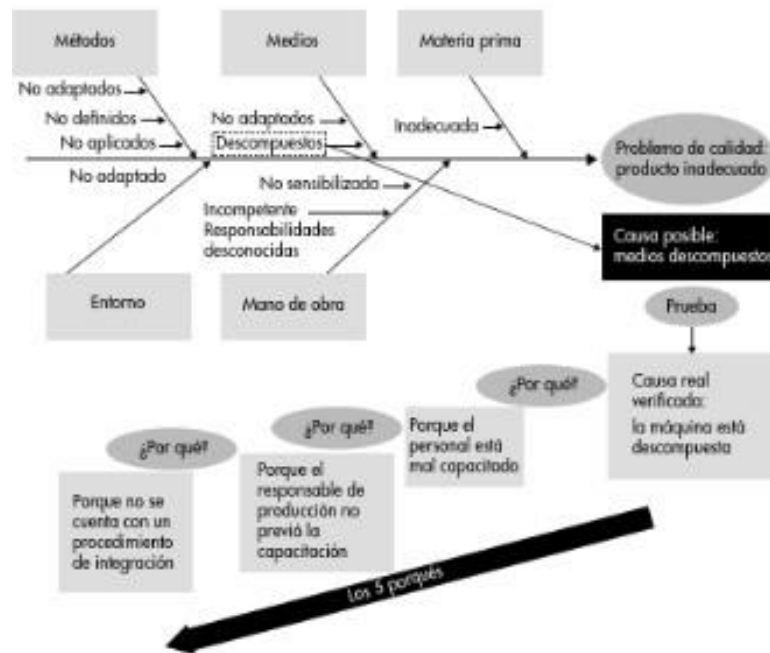 Métodos
Medios
Materia prima
No adaptados
No definidos
No aplicados
No adaptados
Descompuestos
Inadecuada
Problema de calidad:
producto inadecuado
No adaptado
No sensibilizada
Incompetente
Responsabilidades
desconocidas
Causa posible:
medios descompuestos
Entorno
Mano de obra
Prueba
Causa real
verificada:
la máquina está
descompuesta
¿Por qué?
Porque el
personal está
mal capacitado
¿Por qué?
Porque el
responsable de
producción no
previó la
capacitación
¿Por qué?
Porque no se
cuenta con un
procedimiento
de integración
Los 5 porqués